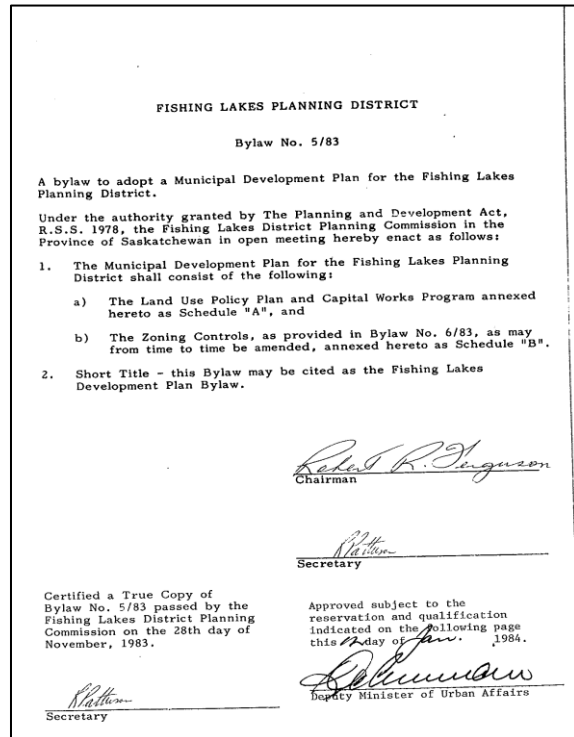 FISHING LAKES PLANNING DISTRICT
Bylaw No. 5/83
A bylaw to adopt a Municipal Development Plan for the Fishing Lakes
Planning District.
Under the authority granted by The Planning and Development Act,
R.S.S. 1978, the Fishing Lakes District Planning Commission in the
Province of Saskatchewan in open meeting hereby enact as follows:
1. The Municipal Development Plan for the Fishing Lakes Planning
District shall consist of the following:
a) The Land Use Policy Plan and Capital Works Program annexed
hereto as Schedule "A", and
b) The Zoning Controls, as provided in Bylaw No. 6/83, as may
from time to time be amended, annexed hereto as Schedule "B".
2. Short Title - this Bylaw may be cited as the Fishing Lakes
Development Plan Bylaw.
Robert R. Ferguson
Chairman
Secretary
Certified a True Copy of
Bylaw No. 5/83 passed by the
Fishing Lakes District Planning
Commission on the 28th day of
November, 1983.
Secretary
Approved subject to the
reservation and qualification
indicated on the following page
this day of Jan. 1984.
Deputy Minister of Urban Affairs